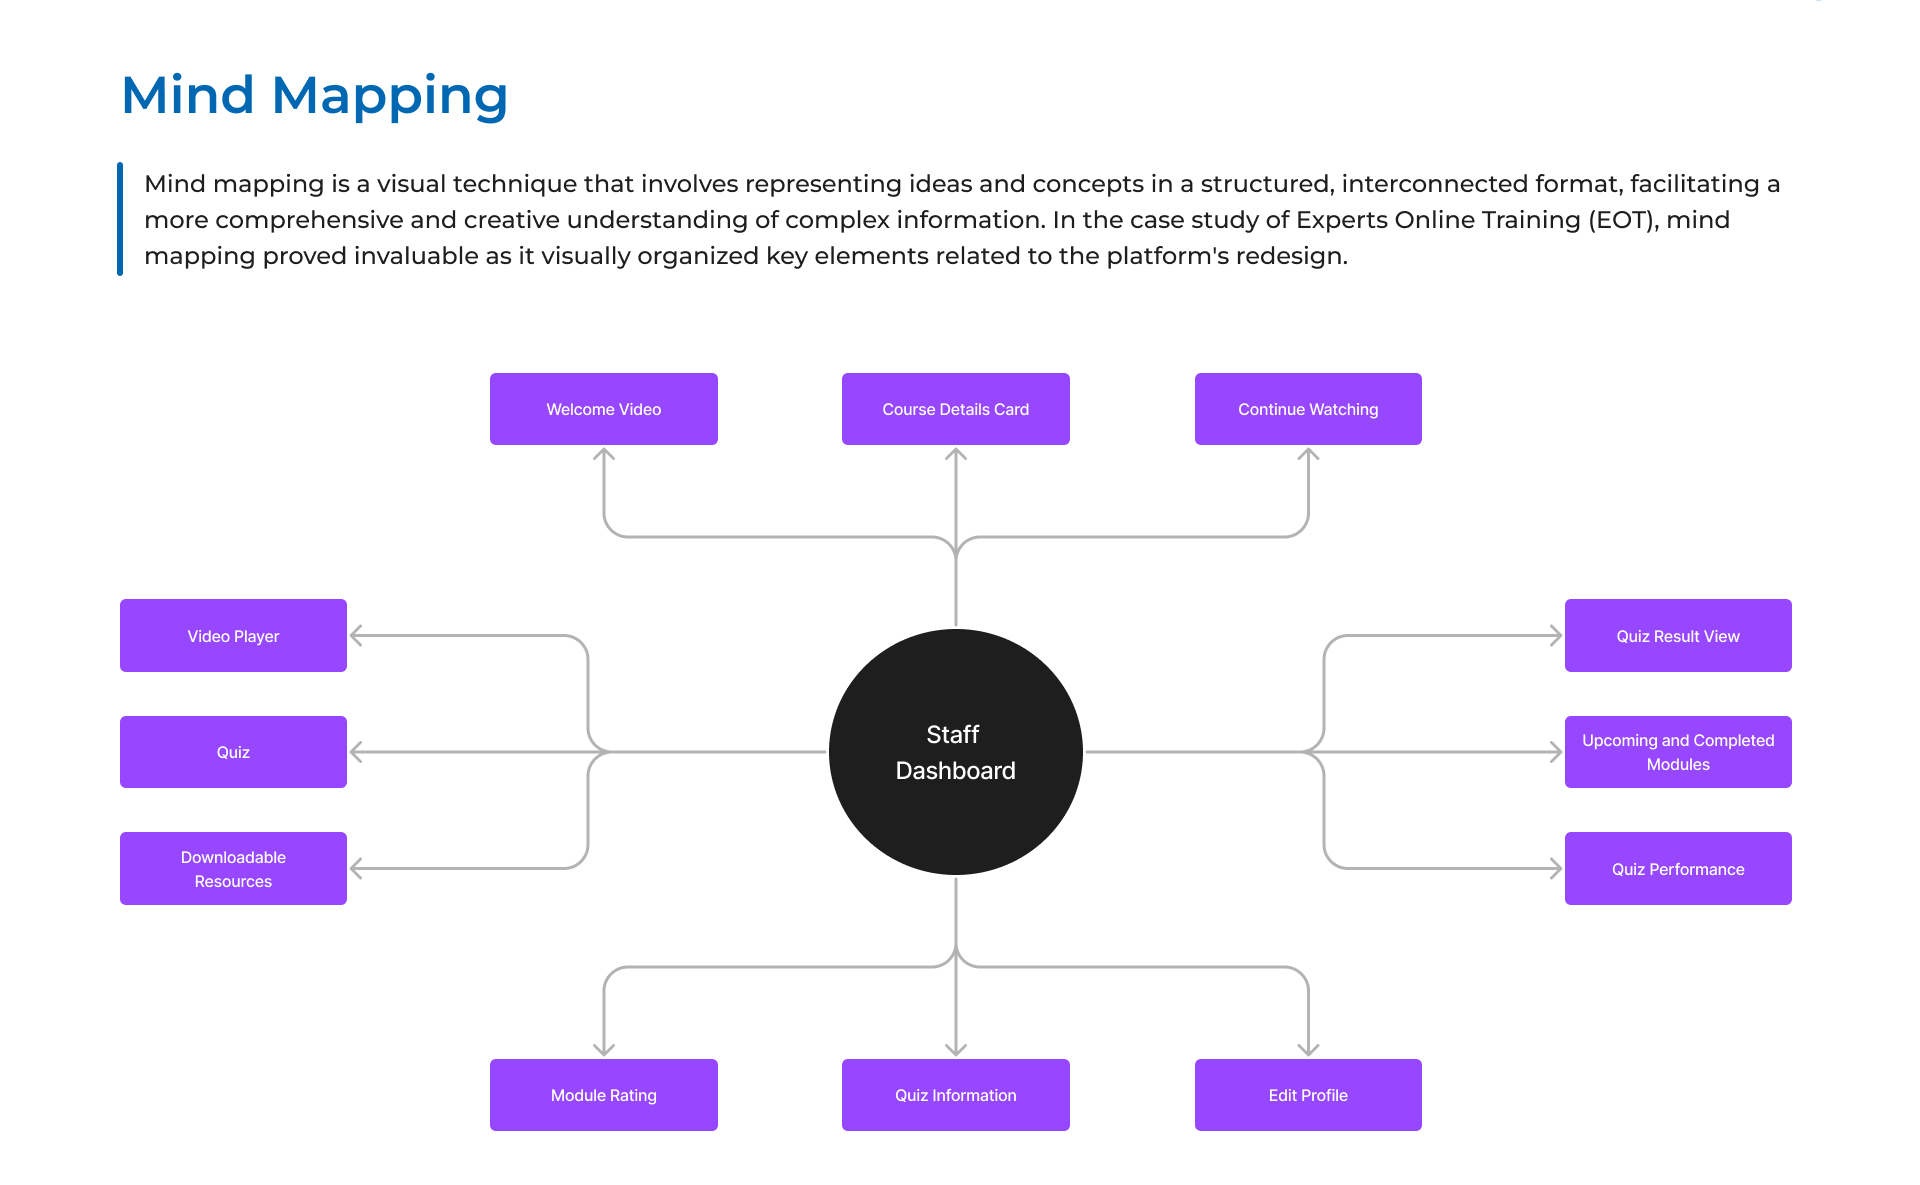 Mind Mapping
Mind mapping is a visual technique that involves representing ideas and concepts in a structured, interconnected format, facilitating a
more comprehensive and creative understanding of complex information. In the case study of Experts Online Training (EOT), mind
mapping proved invaluable as it visually organized key elements related to the platform's redesign.
Welcome Video
Course Details Card
Continue Watching
Video Player
Quiz
Downloadable
Resources
Staff
Dashboard
Quiz Result View
Upcoming and Completed
Modules
Quiz Performance
Module Rating
Quiz Information
Edit Profile